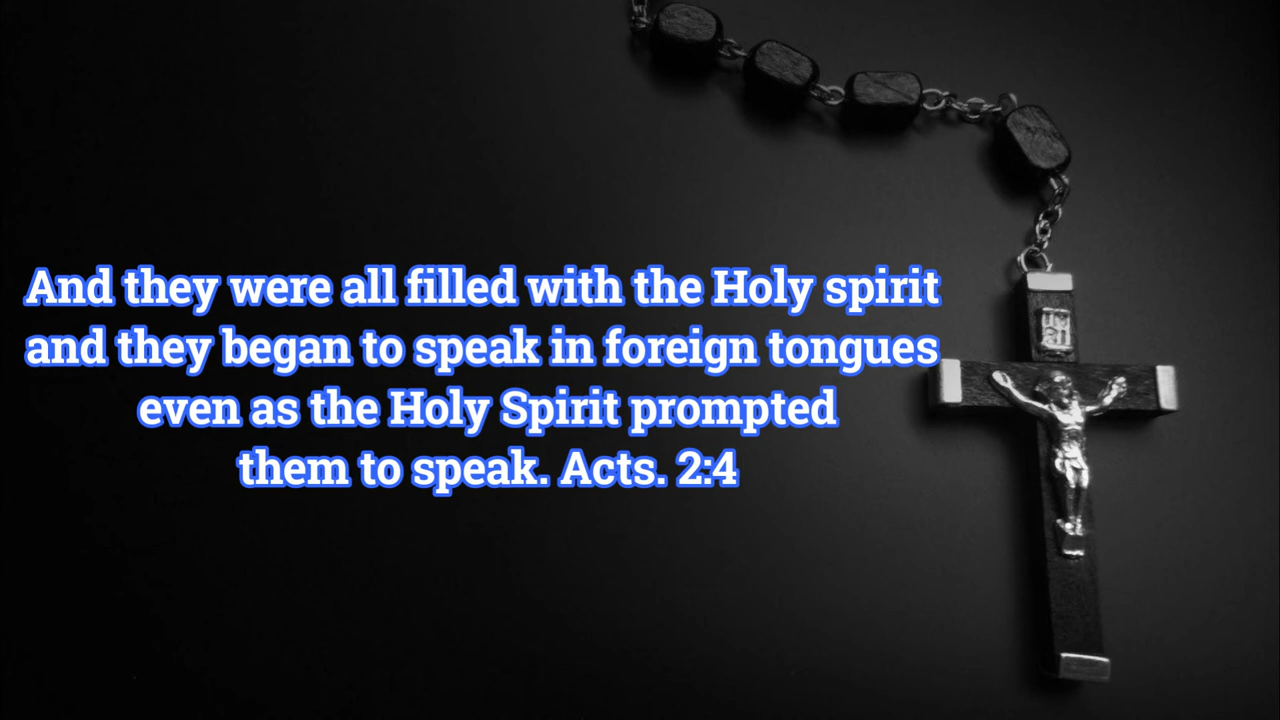 And they were all filled with the Holy spirit
and they began to speak in foreign tongues
even as the Holy Spirit prompted
them to speak. Acts. 2:4